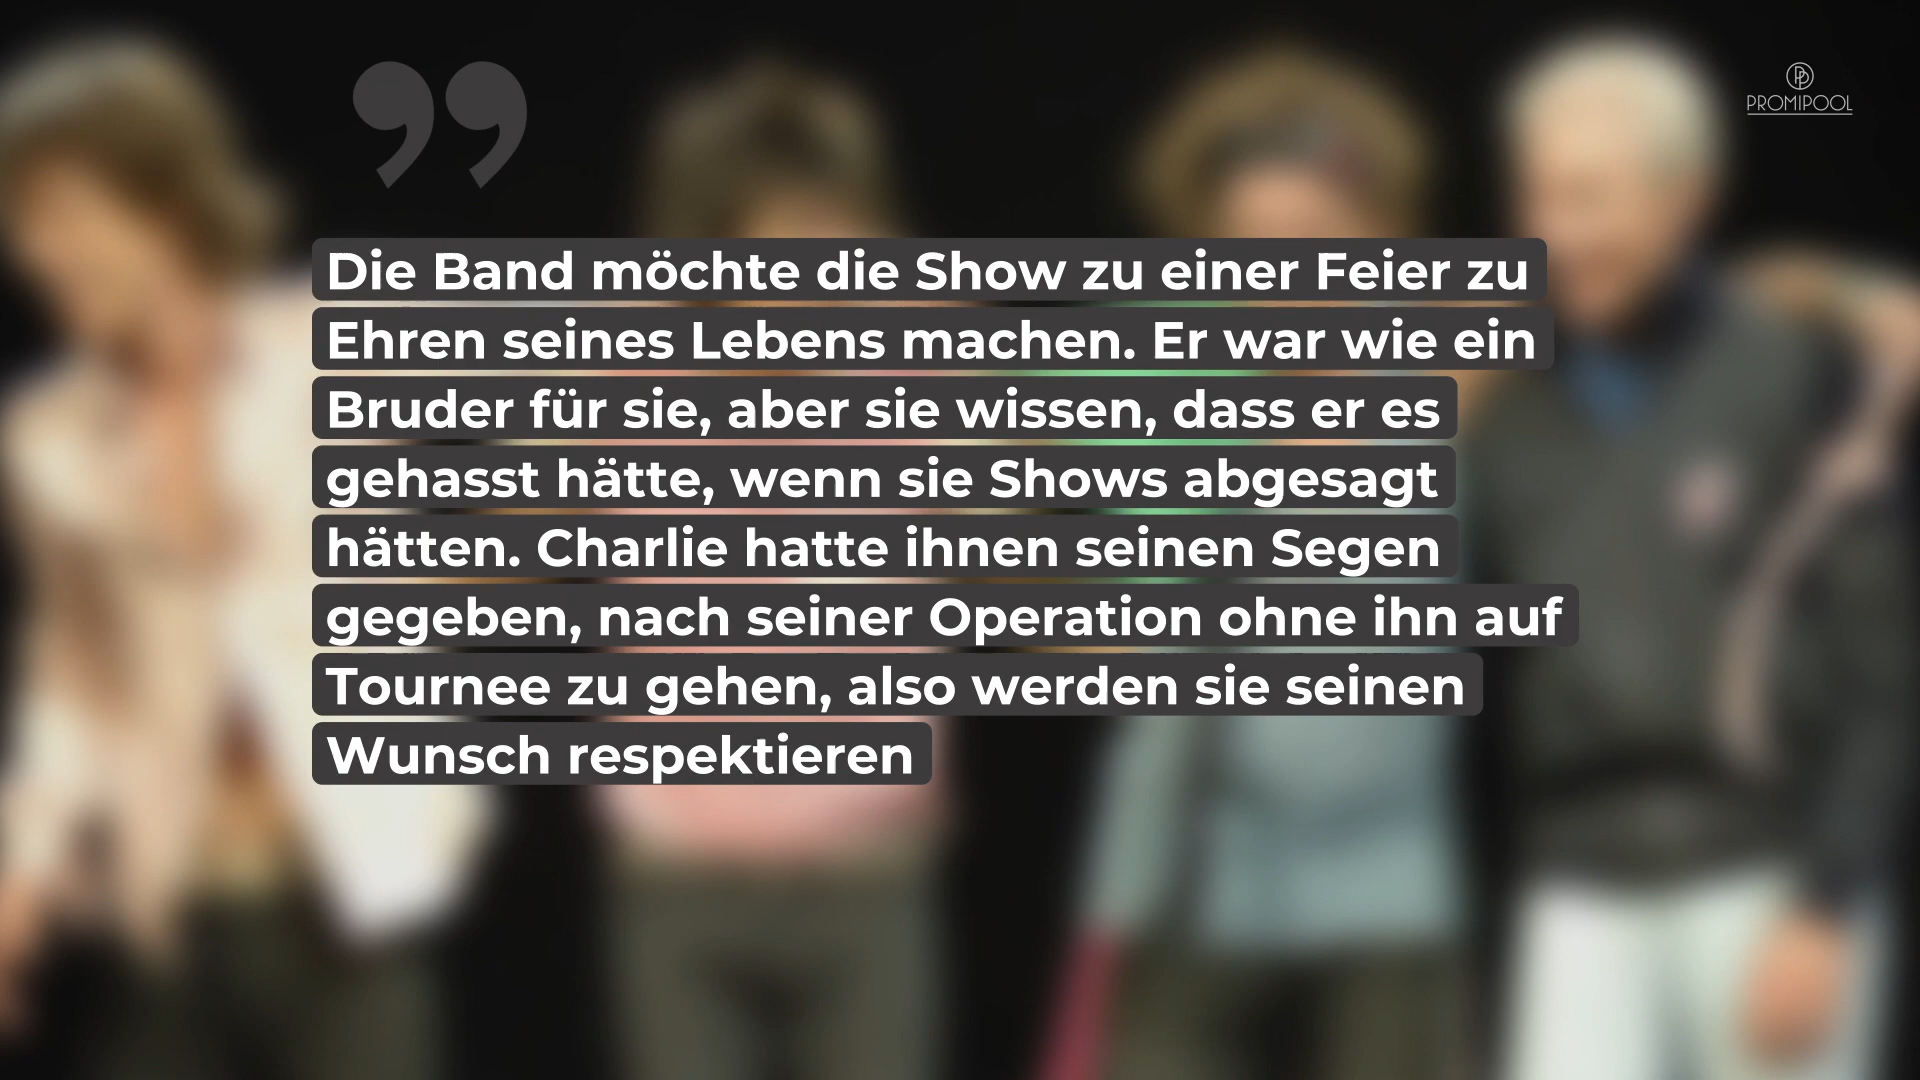 PROMIPOOL
Die Band möchte die Show zu einer Feier zu
Ehren seines Lebens machen. Er war wie ein
Bruder für sie, aber sie wissen, dass er es
gehasst hätte, wenn sie Shows abgesagt
hätten. Charlie hatte ihnen seinen Segen
gegeben, nach seiner Operation ohne ihn auf
Tournee zu gehen, also werden sie seinen
Wunsch respektieren